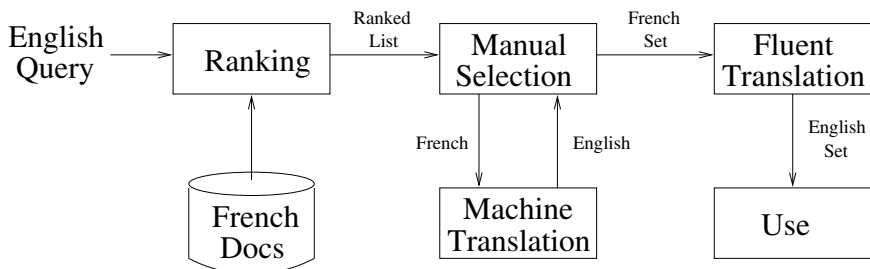 English
Query
Ranking
Ranked
List
Manual
Selection
French
Set
Fluent
Translation
French
English
English
Set
French
Docs
Machine
Translation
Use